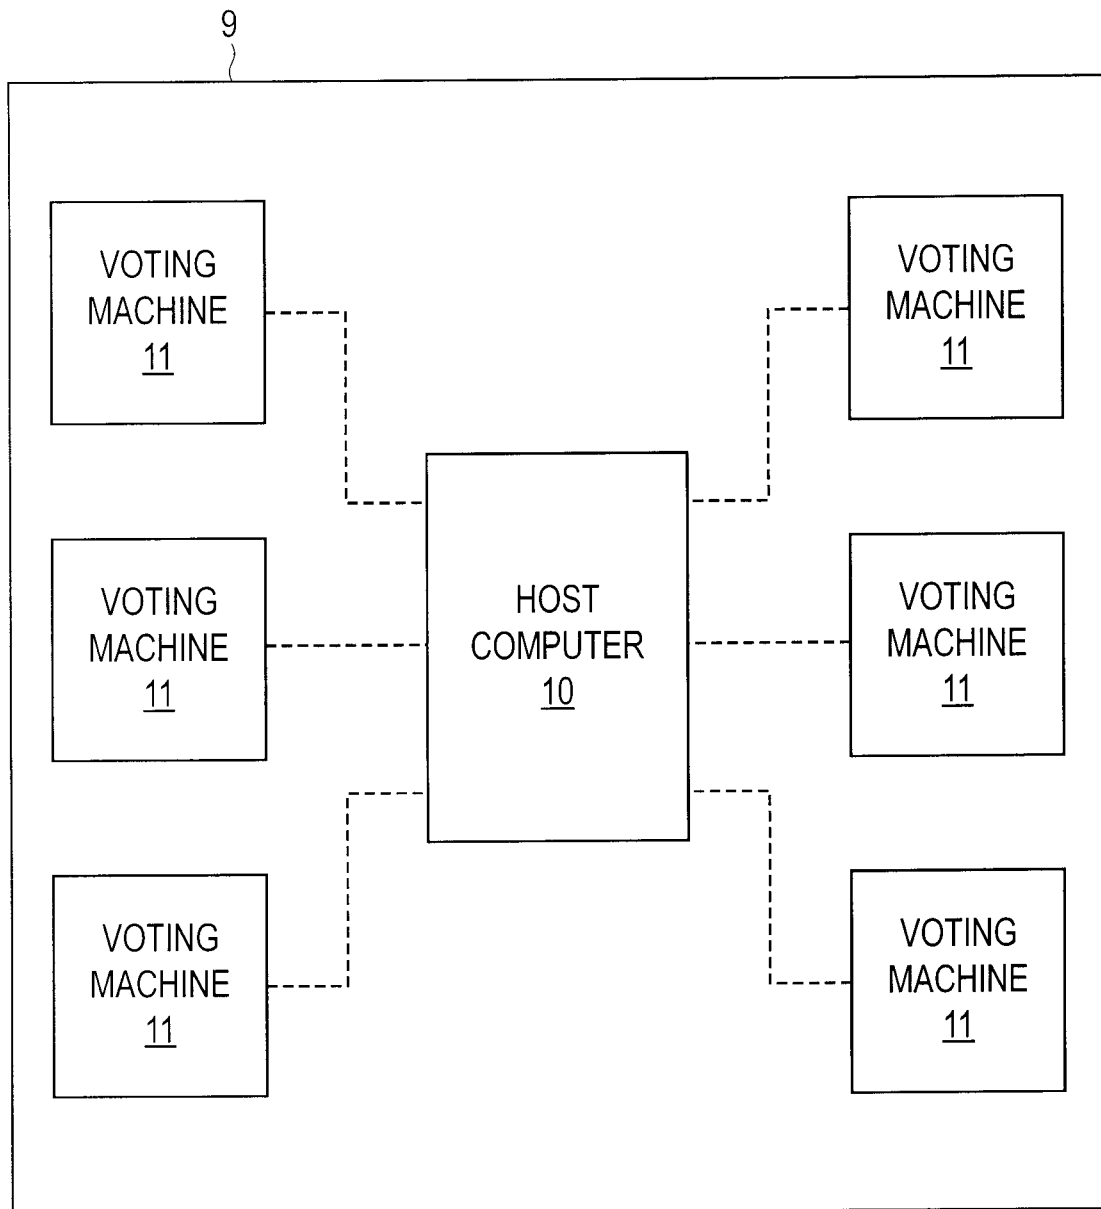 9
VOTING
MACHINE
11
VOTING
MACHINE
11
VOTING
MACHINE
11
HOST
COMPUTER
10
VOTING
MACHINE
11
VOTING
MACHINE
11
VOTING
MACHINE
11